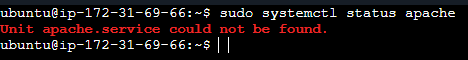 ubuntu@ip-172-31-69-66:~$ sudo systemctl status apache
Unit apache.service could not be found.
ubuntu@ip-172-31-69-66:~$